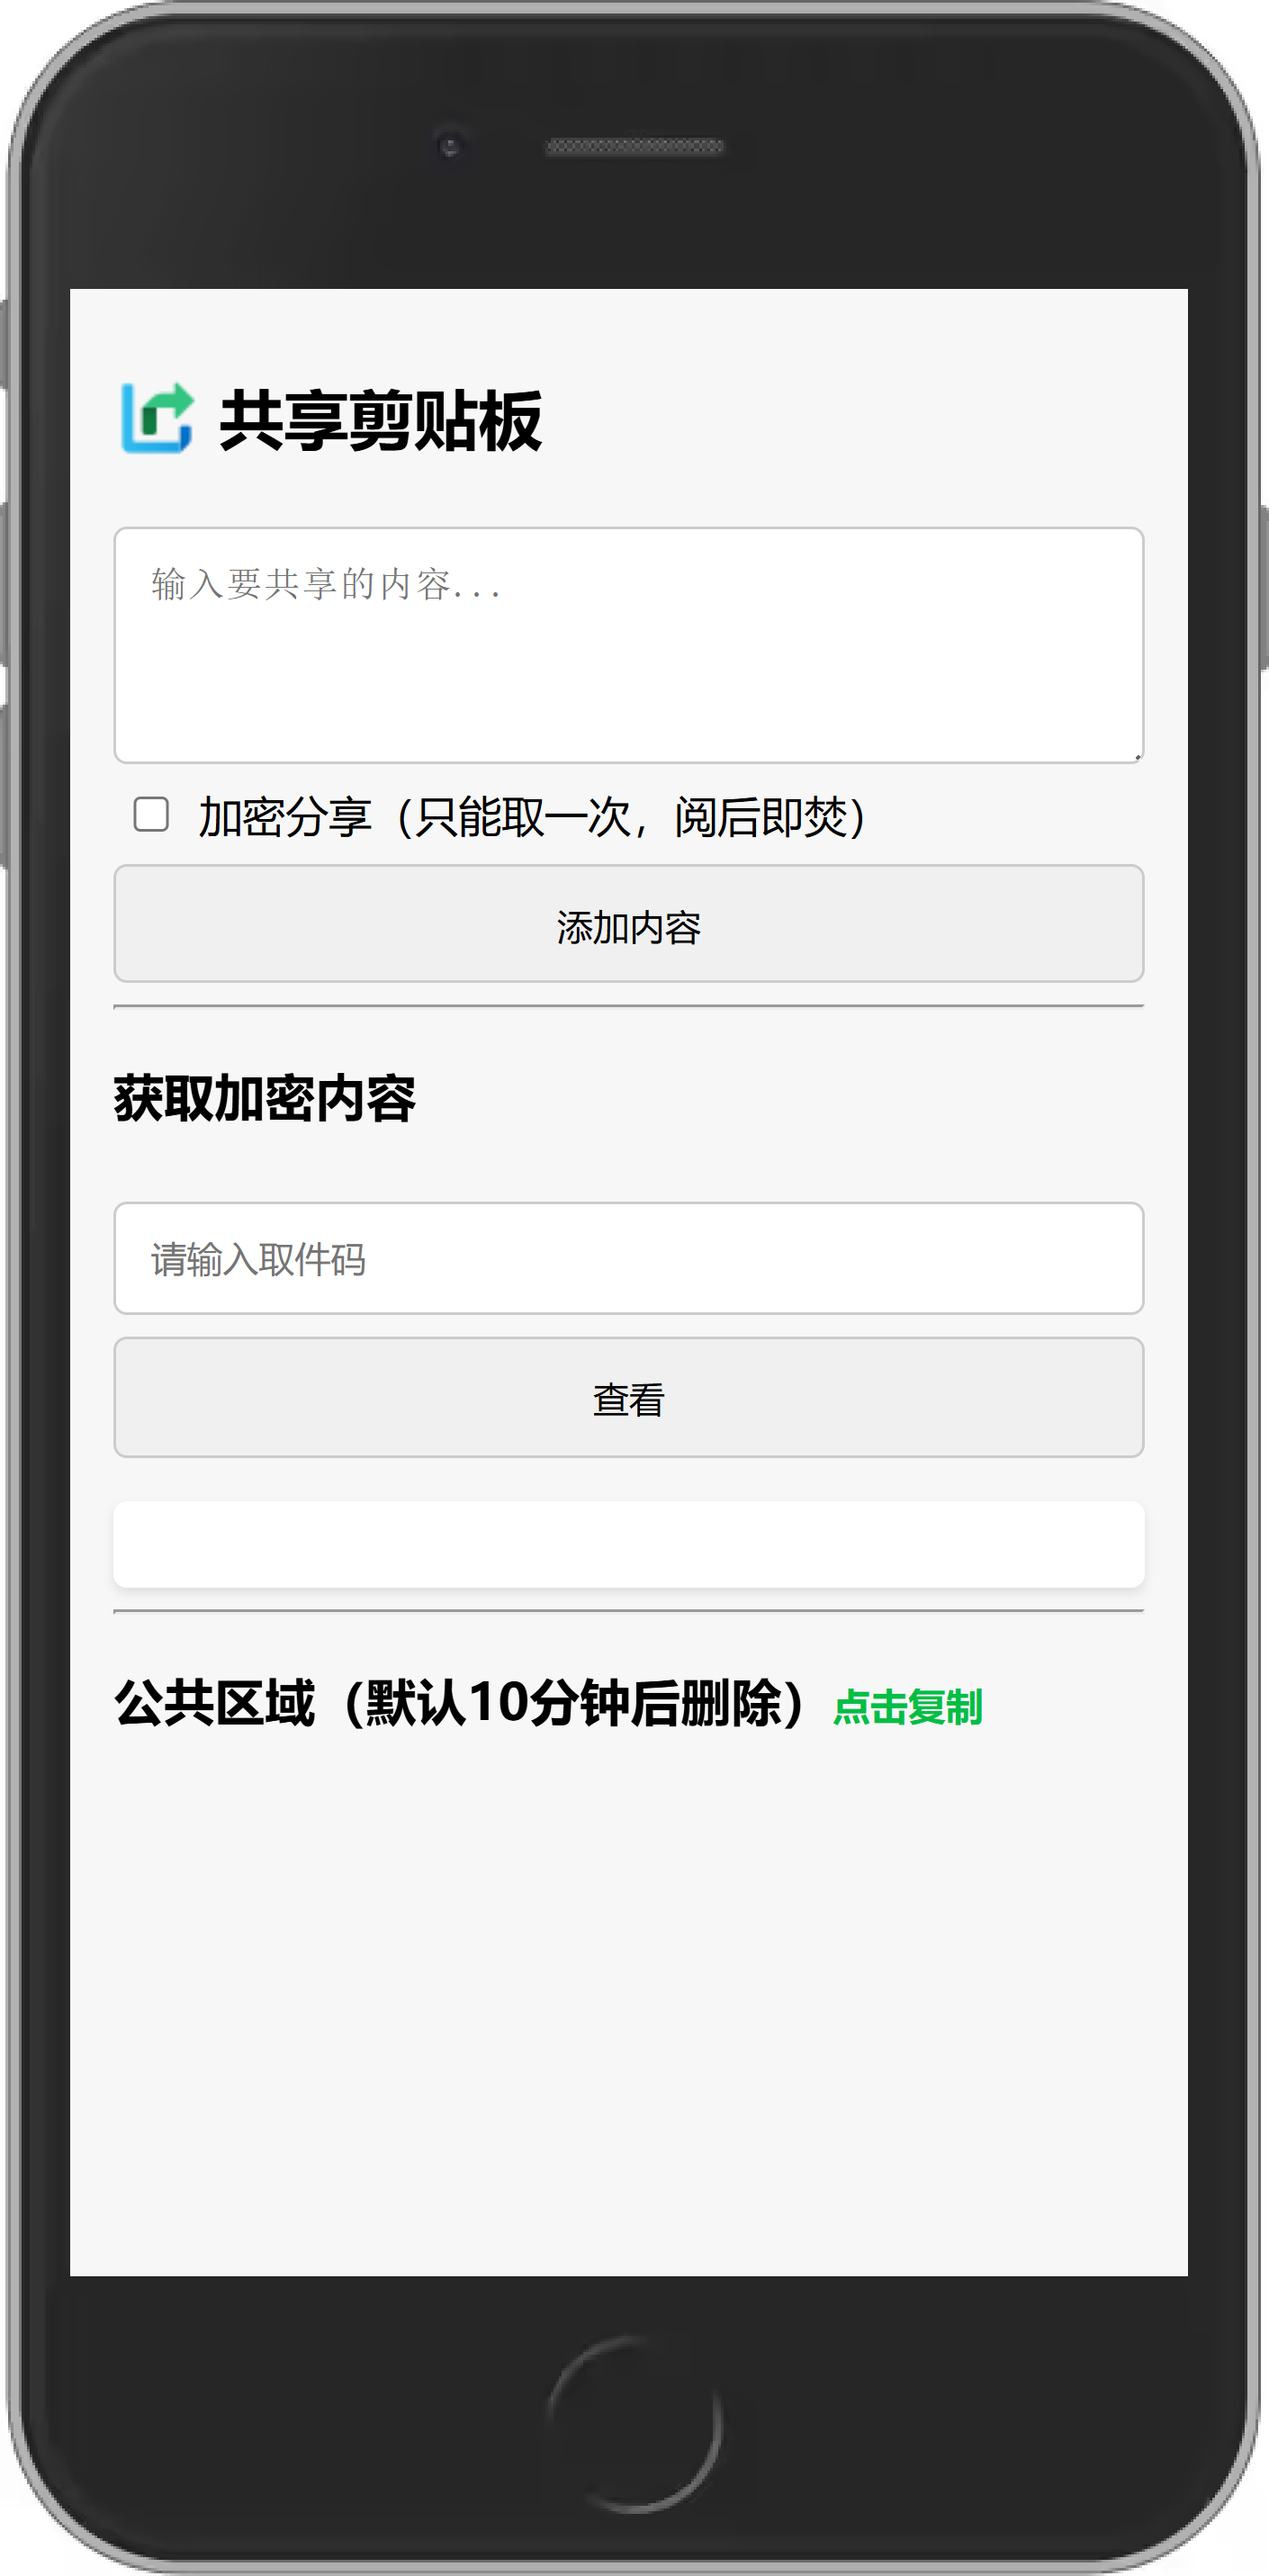 共享剪贴板
输入要共享的内容...
加密分享（只能取一次，阅后即焚）
添加内容
获取加密内容
请输入取件码
查看
公共区域（默认10分钟后删除）点击复制